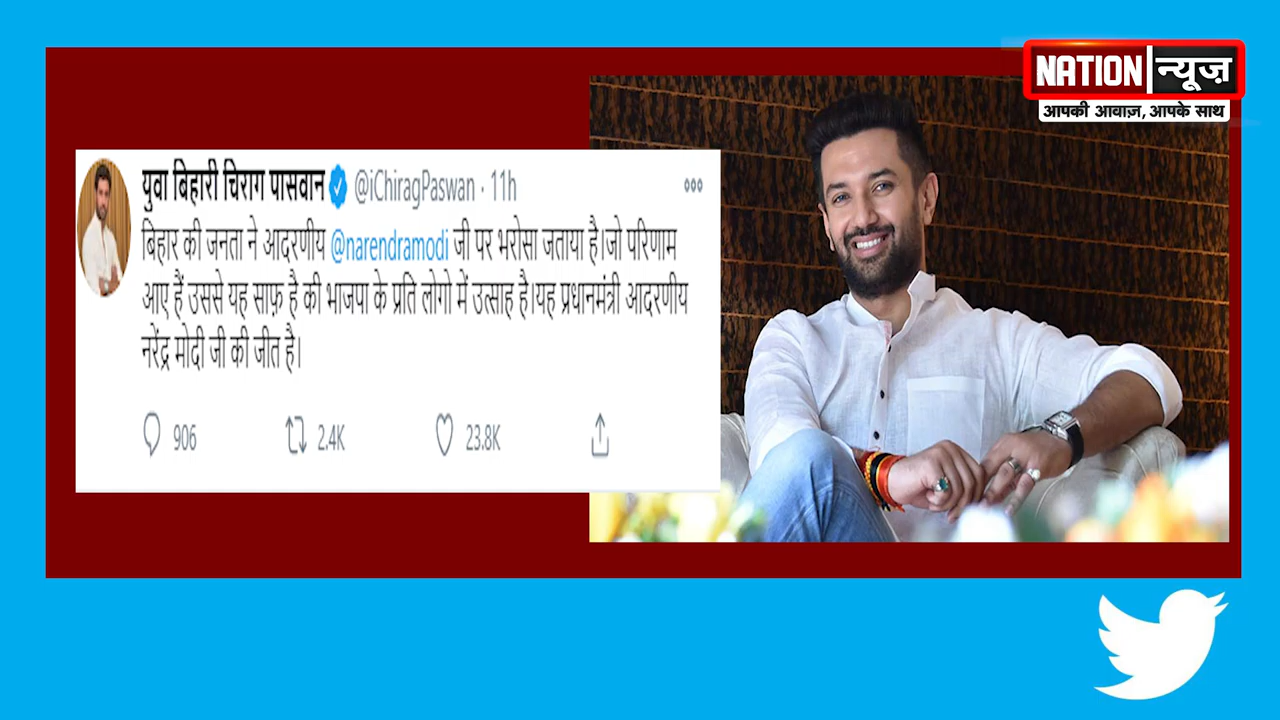 NATION न्यूज़
आपकी आवाज़, आपके साथ
युवा बिहारी चिराग पासवान @iChiragPaswan · 11h
बिहार की जनता ने आदरणीय @narendramodi जी पर भरोसा जताया है।जो परिणाम
आए हैं उससे यह साफ़ है की भाजपा के प्रति लोगो में उत्साह है।यह प्रधानमंत्री आदरणीय
नरेंद्र मोदी जी की जीत है।
906 2.4K 23.8K